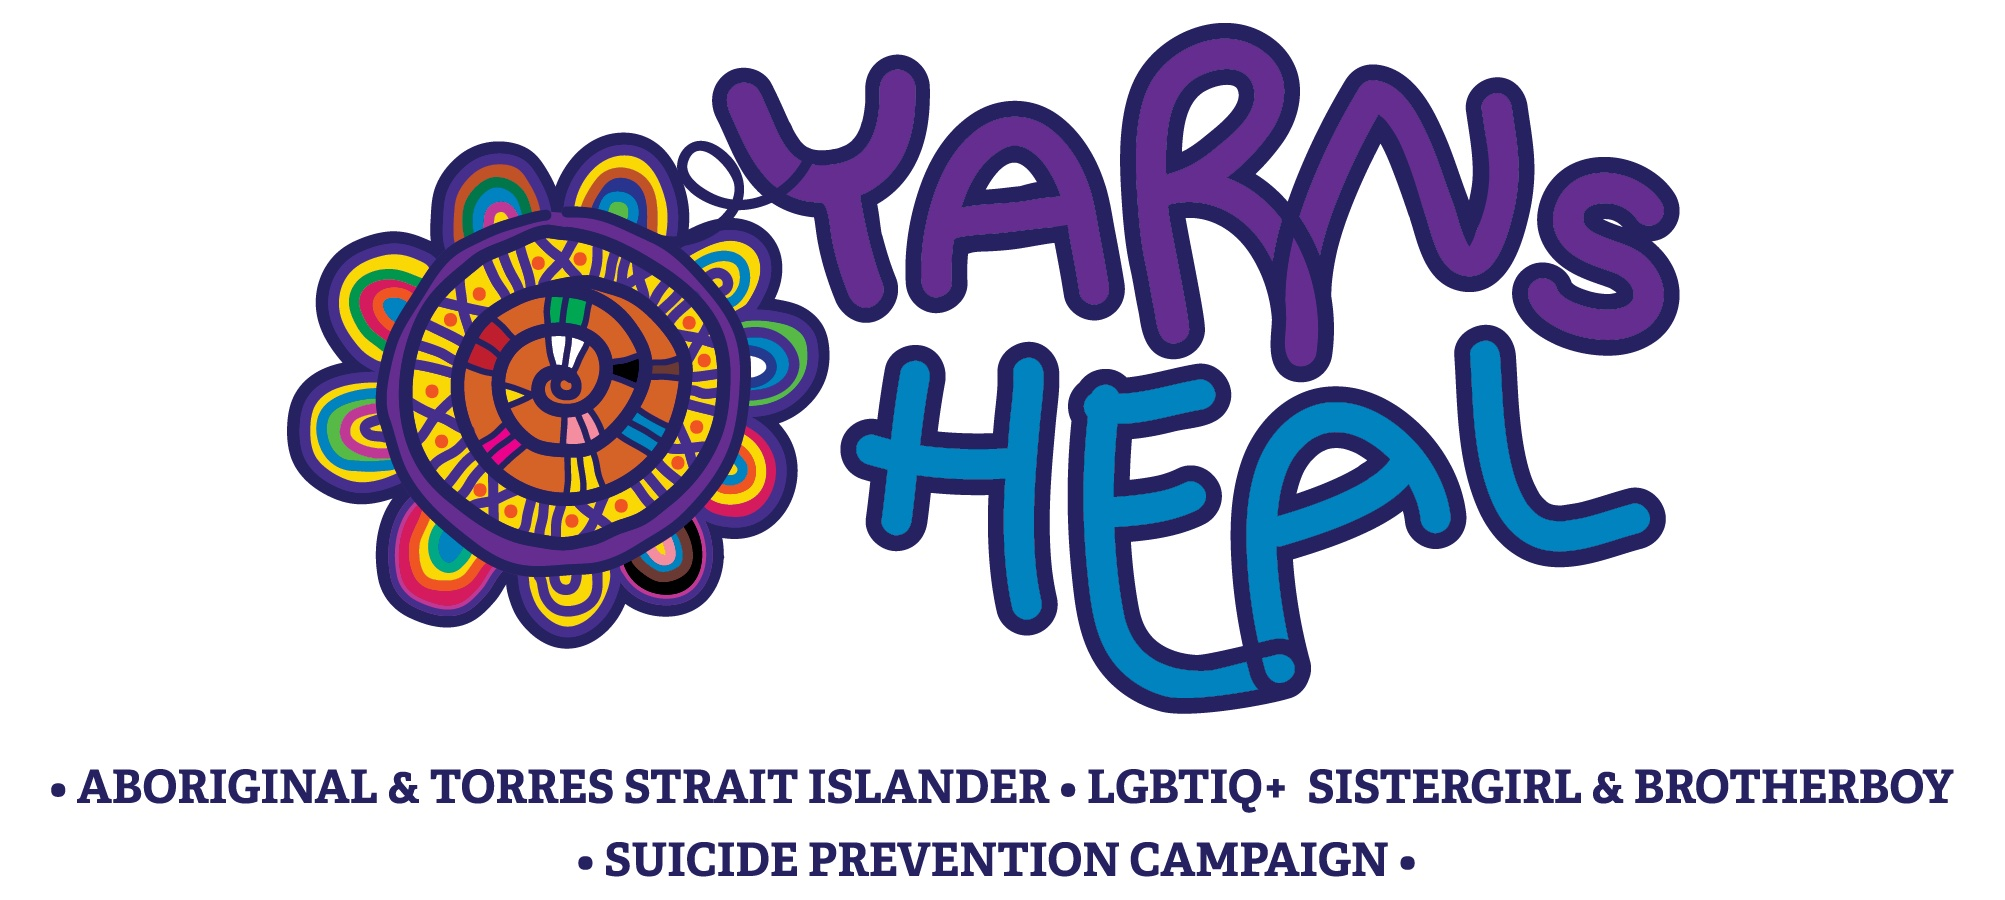 YARNS
HEAL
• ABORIGINAL & TORRES STRAIT ISLANDER • LGBTIQ+ SISTERGIRL & BROTHERBOY
• SUICIDE PREVENTION CAMPAIGN •